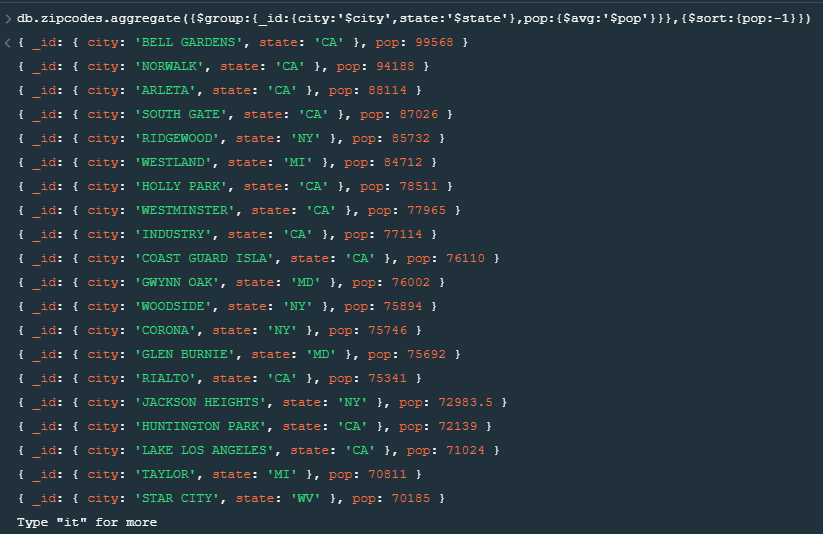 > db.zipcodes.aggregate({$group:{_id:{city:'$city',state:'$state'},pop:{$avg:'$pop'}}},{$sort:{pop:-1}})
< { _id: { city: 'BELL GARDENS', state: 'CA' }, pop: 99568 }
{ _id: { city: 'NORWALK', state: 'CA' }, pop: 94188 }
{ _id: { city: 'ARLETA', state: 'CA' }, pop: 88114 }
{ _id: { city: 'SOUTH GATE', state: 'CA' }, pop: 87026 }
{ _id: { city: 'RIDGEWOOD', state: 'NY' }, pop: 85732 }
{ _id: { city: 'WESTLAND', state: 'MI' }, pop: 84712 }
{ _id: { city: 'HOLLY PARK', state: 'CA' }, pop: 78511 }
{ _id: { city: 'WESTMINSTER', state: 'CA' }, pop: 77965 }
{ _id: { city: 'INDUSTRY', state: 'CA' }, pop: 77114 }
{ _id: { city: 'COAST GUARD ISLA', state: 'CA' }, pop: 76110 }
{ _id: { city: 'GWYNN OAK', state: 'MD' }, pop: 76002 }
{ _id: { city: 'WOODSIDE', state: 'NY' }, pop: 75894 }
{ _id: { city: 'CORONA', state: 'NY' }, pop: 75746 }
{ _id: { city: 'GLEN BURNIE', state: 'MD' }, pop: 75692 }
{ _id: { city: 'RIALTO', state: 'CA' }, pop: 75341 }
{ _id: { city: 'JACKSON HEIGHTS', state: 'NY' }, pop: 72983.5 }
{ _id: { city: 'HUNTINGTON PARK', state: 'CA' }, pop: 72139 }
{ _id: { city: 'LAKE LOS ANGELES', state: 'CA' }, pop: 71024 }
{ _id: { city: 'TAYLOR', state: 'MI' }, pop: 70811 }
{ _id: { city: 'STAR CITY', state: 'WV' }, pop: 70185 }
Type "it" for more